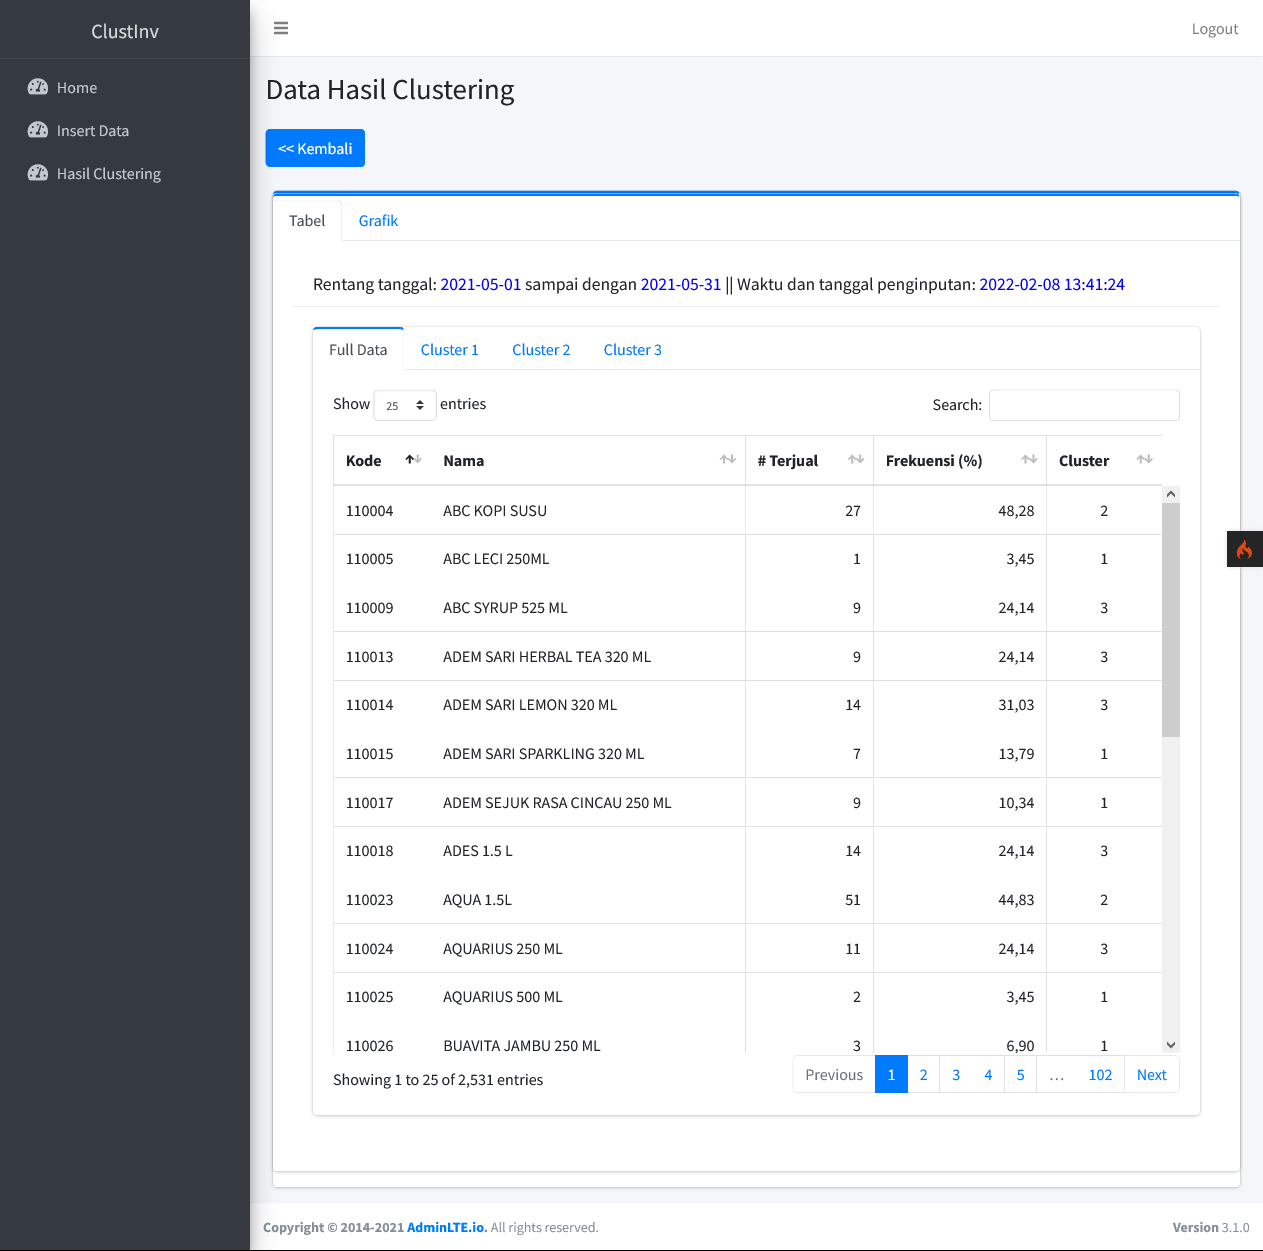 ClustInv
Logout
Home
Insert Data
Hasil Clustering
Data Hasil Clustering
<< Kembali
Tabel Grafik
Rentang tanggal: 2021-05-01 sampai dengan 2021-05-31 || Waktu dan tanggal penginputan: 2022-02-08 13:41:24
Full Data Cluster 1 Cluster 2 Cluster 3
Show 25 entries Search:
Kode Nama # Terjual Frekuensi (%) Cluster
110004 ABC KOPI SUSU 27 48,28 2
110005 ABC LECI 250ML 1 3,45 1
110009 ABC SYRUP 525 ML 9 24,14 3
110013 ADEM SARI HERBAL TEA 320 ML 9 24,14 3
110014 ADEM SARI LEMON 320 ML 14 31,03 3
110015 ADEM SARI SPARKLING 320 ML 7 13,79 1
110017 ADEM SEJUK RASA CINCAU 250 ML 9 10,34 1
110018 ADES 1.5 L 14 24,14 3
110023 AQUA 1.5L 51 44,83 2
110024 AQUARIUS 250 ML 11 24,14 3
110025 AQUARIUS 500 ML 2 3,45 1
110026 BUAVITA JAMBU 250 ML 3 6,90 1
Showing 1 to 25 of 2,531 entries Previous 1 2 3 4 5 … 102 Next
Copyright © 2014-2021 AdminLTE.io. All rights reserved. Version 3.1.0